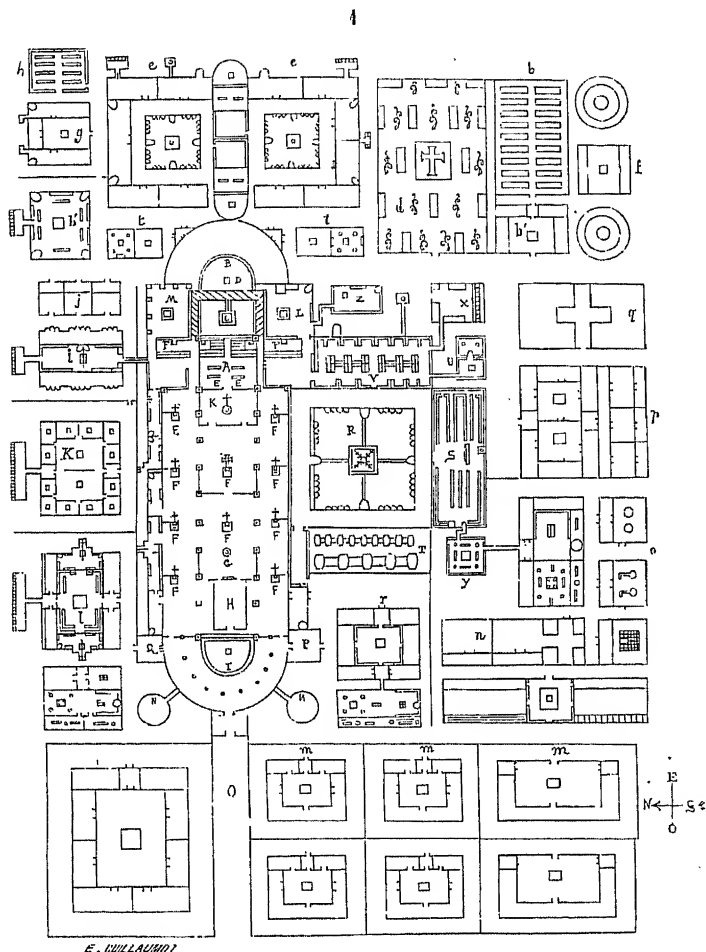 1
h e e b
g f
d
h' t t b'
B
D
M C L Z X
j q
A
i E E V U
K
E F R p
K F F F S
F F F T o
G y
l F F
H r
Q I P n
N N
O m m m
E
N S
O
E. GUILLAUMOT